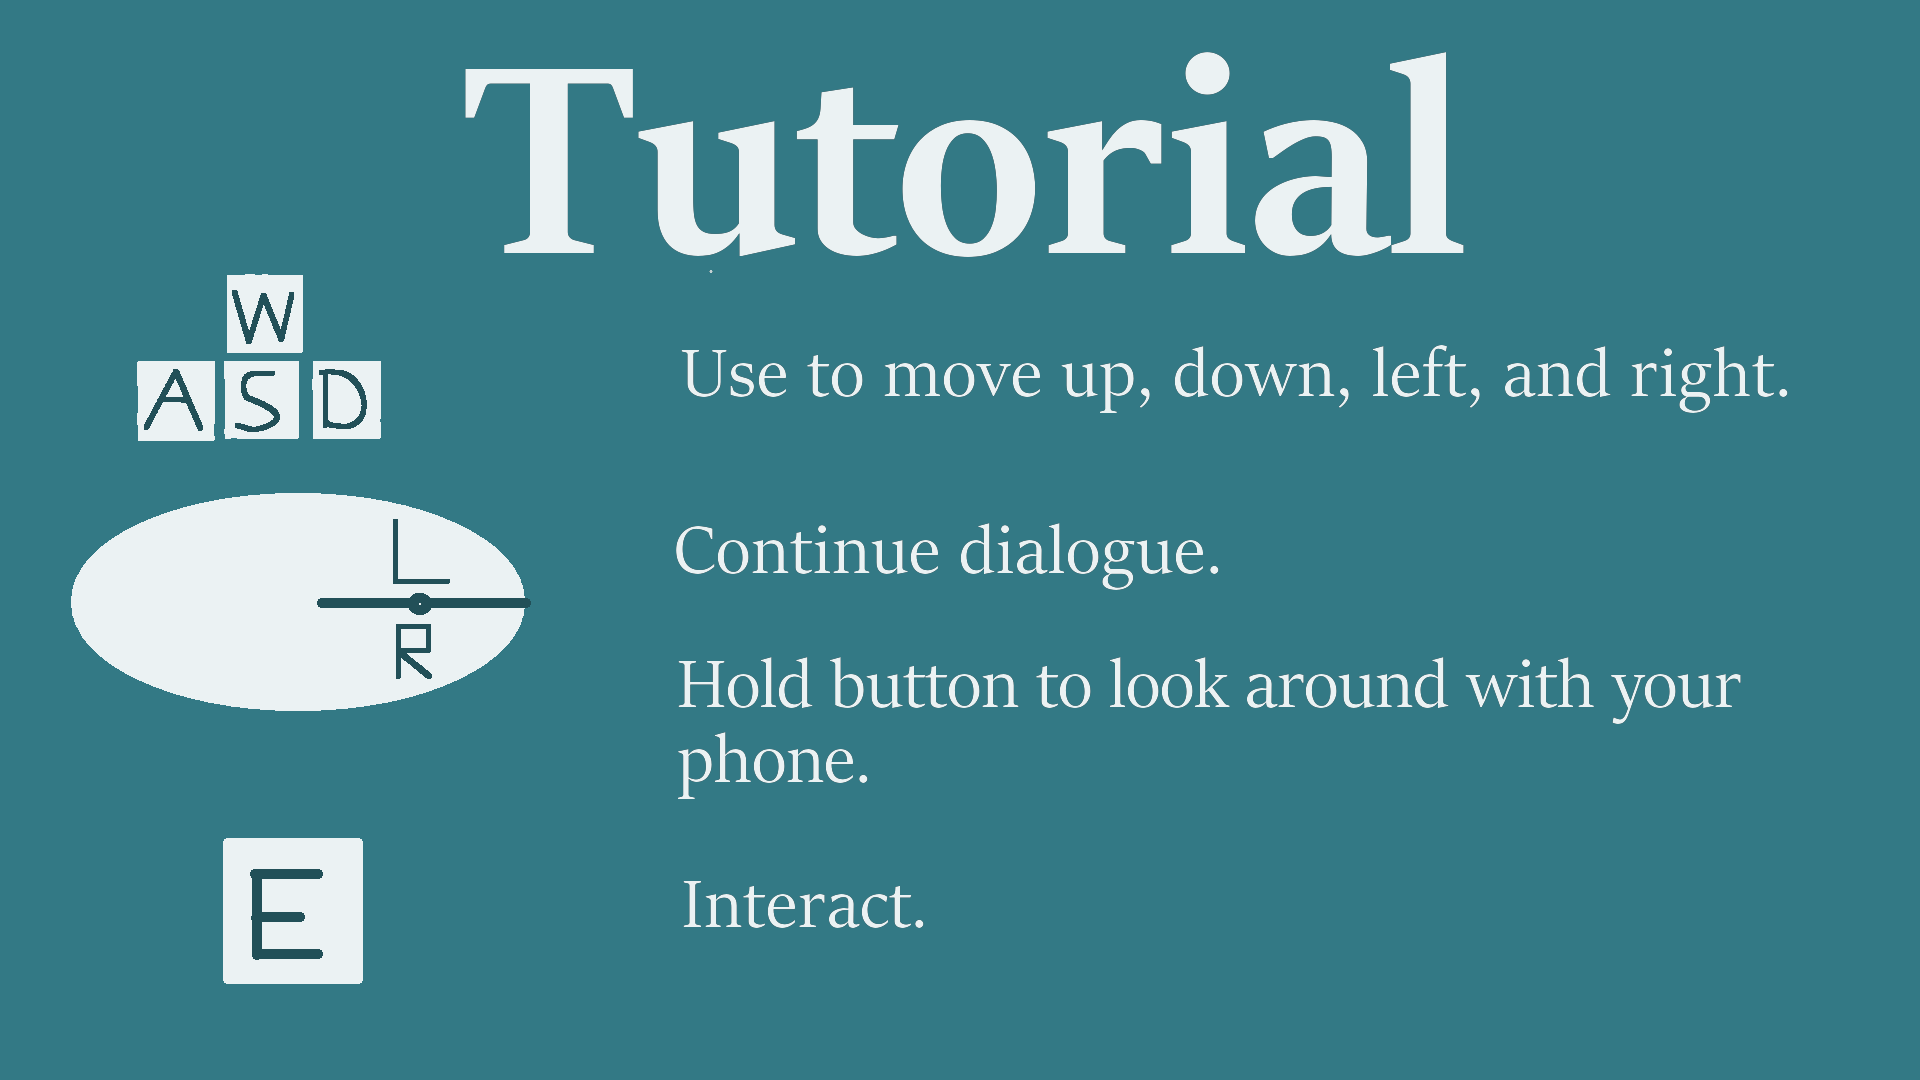 Tutorial
W
A S D
Use to move up, down, left, and right.
L
Continue dialogue.
R
Hold button to look around with your
phone.
E
Interact.